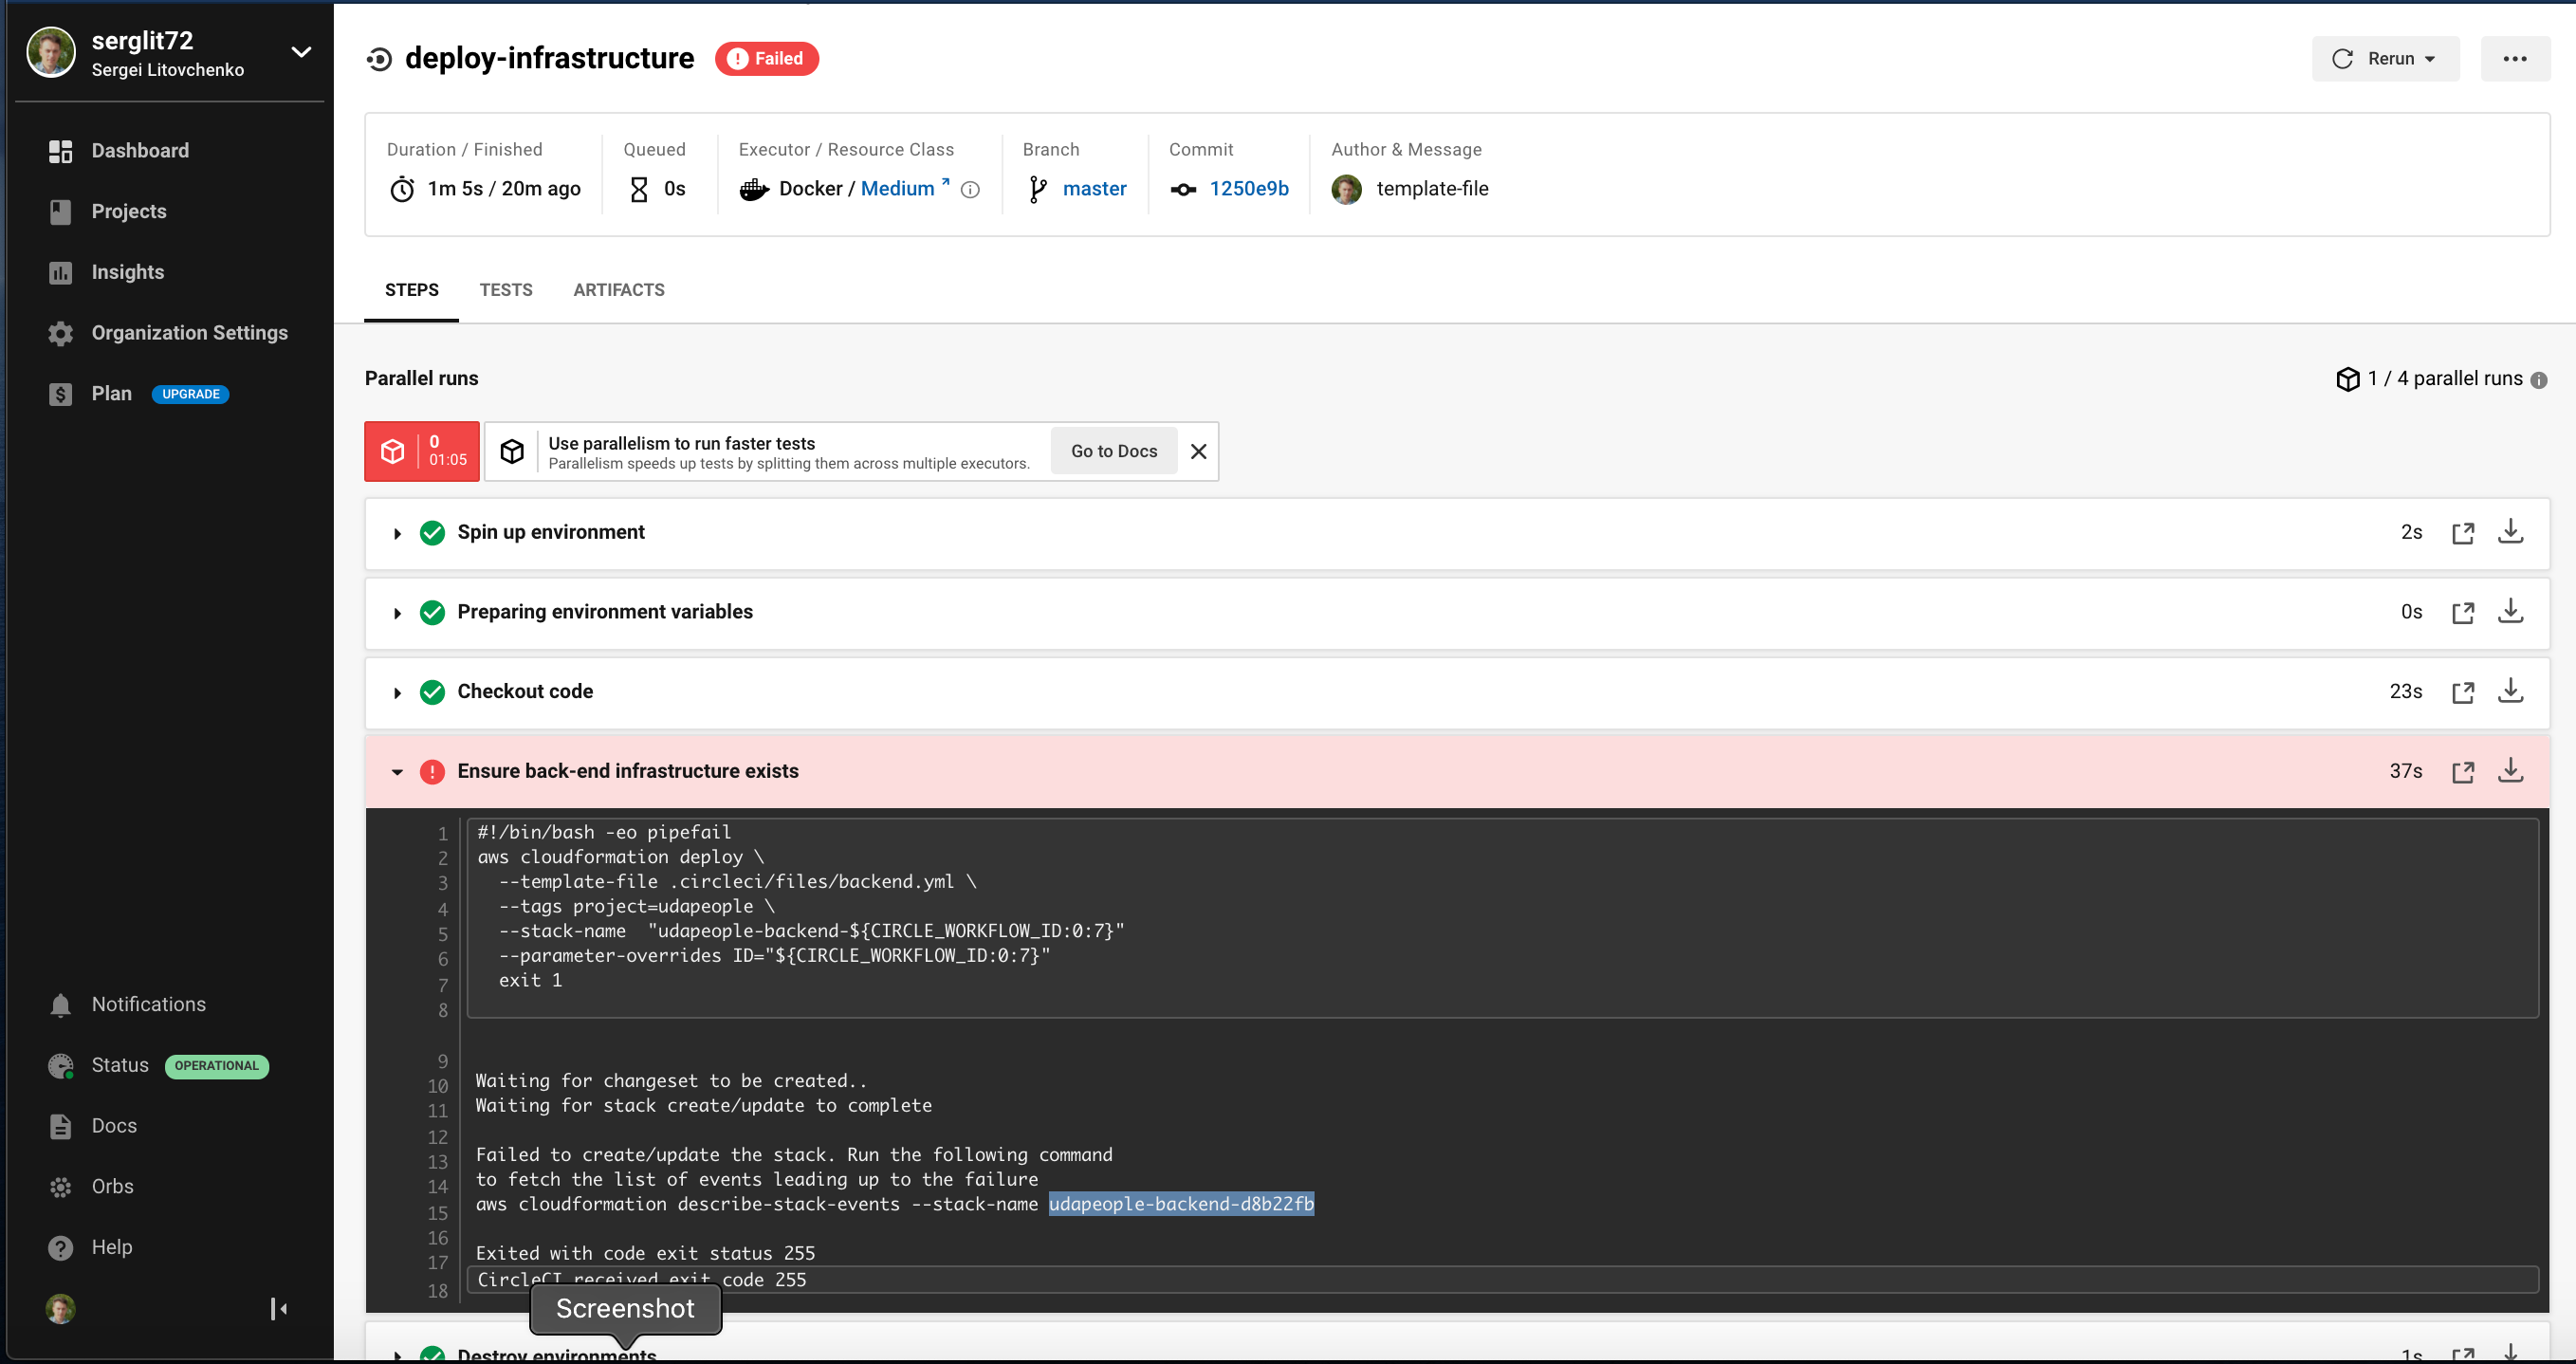 serglit72
Sergei Litovchenko
Dashboard
Projects
Insights
Organization Settings
Plan UPGRADE
Notifications
Status OPERATIONAL
Docs
Orbs
Help
deploy-infrastructure Failed
Rerun
Duration / Finished
1m 5s / 20m ago
Queued
0s
Executor / Resource Class
Docker / Medium
Branch
master
Commit
1250e9b
Author & Message
template-file
STEPS TESTS ARTIFACTS
Parallel runs
1 / 4 parallel runs
0
01:05
Use parallelism to run faster tests
Parallelism speeds up tests by splitting them across multiple executors.
Go to Docs
Spin up environment 2s
Preparing environment variables 0s
Checkout code 23s
Ensure back-end infrastructure exists 37s
1 #!/bin/bash -eo pipefail
2 aws cloudformation deploy \
3 --template-file .circleci/files/backend.yml \
4 --tags project=udapeople \
5 --stack-name "udapeople-backend-${CIRCLE_WORKFLOW_ID:0:7}"
6 --parameter-overrides ID="${CIRCLE_WORKFLOW_ID:0:7}"
7 exit 1
8
9
10 Waiting for changeset to be created..
11 Waiting for stack create/update to complete
12
13 Failed to create/update the stack. Run the following command
14 to fetch the list of events leading up to the failure
15 aws cloudformation describe-stack-events --stack-name udapeople-backend-d8b22fb
16
17 Exited with code exit status 255
18 CircleCI received exit code 255
Screenshot
Destroy environments 1s